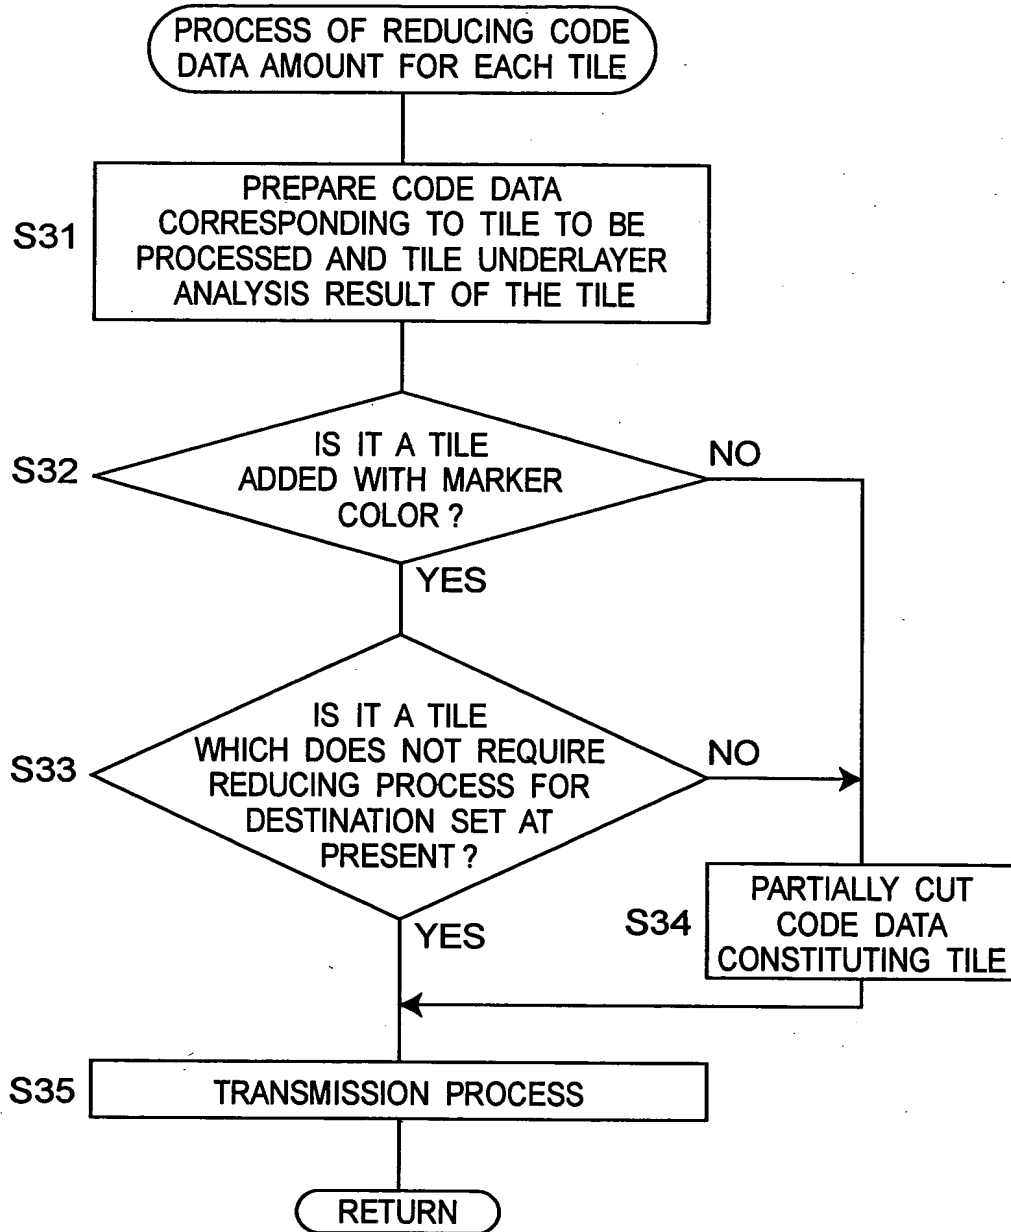 PROCESS OF REDUCING CODE
DATA AMOUNT FOR EACH TILE
S31
PREPARE CODE DATA
CORRESPONDING TO TILE TO BE
PROCESSED AND TILE UNDERLAYER
ANALYSIS RESULT OF THE TILE
S32
IS IT A TILE
ADDED WITH MARKER
COLOR ?
NO
YES
S33
IS IT A TILE
WHICH DOES NOT REQUIRE
REDUCING PROCESS FOR
DESTINATION SET AT
PRESENT ?
NO
YES
S34
PARTIALLY CUT
CODE DATA
CONSTITUTING TILE
S35
TRANSMISSION PROCESS
RETURN